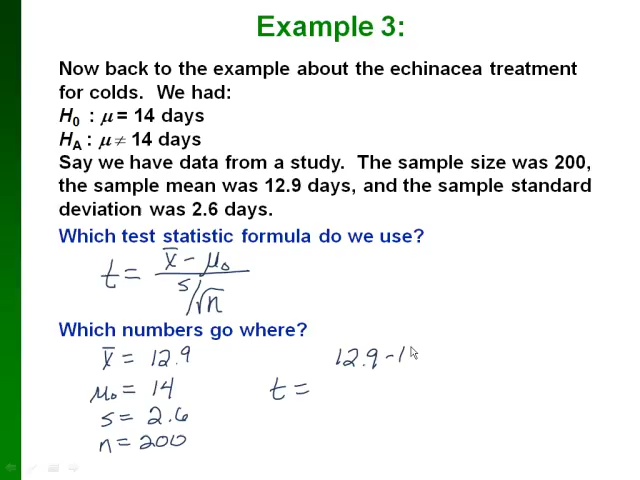 Example 3:
Now back to the example about the echinacea treatment
for colds. We had:
H₀ : μ = 14 days
Hᴀ : μ ≠ 14 days
Say we have data from a study. The sample size was 200,
the sample mean was 12.9 days, and the sample standard
deviation was 2.6 days.
Which test statistic formula do we use?
t = (x̄ - μ₀) / (s/√n)
Which numbers go where?
x̄ = 12.9
12.9 - 1
μ₀ = 14
t =
s = 2.6
n = 200